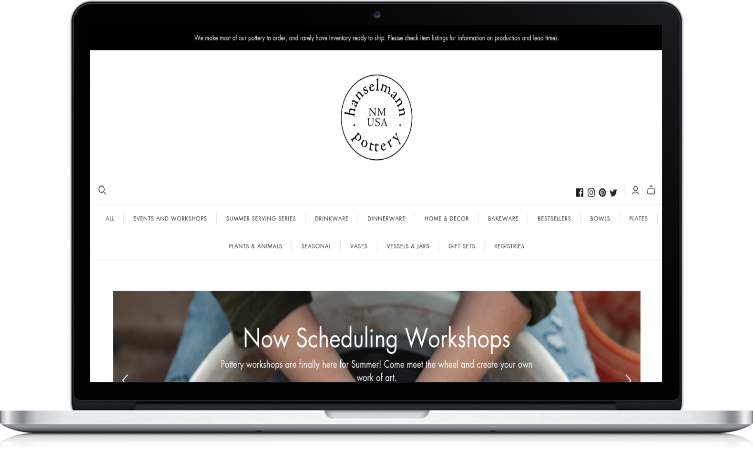 We make most of our pottery to order, and rarely have inventory ready to ship. Please check item listings for information on production and lead times.
hanselmann
NM
USA
pottery
ALL EVENTS AND WORKSHOPS SUMMER SERVING SERIES DRINKWARE DINNERWARE HOME & DECOR BAKEWARE BESTSELLERS BOWLS PLATES
PLANTS & ANIMALS SEASONAL VASES VESSELS & JARS GIFT SETS REGISTRIES
Now Scheduling Workshops
Pottery workshops are finally here for Summer! Come meet the wheel and create your own
work of art.